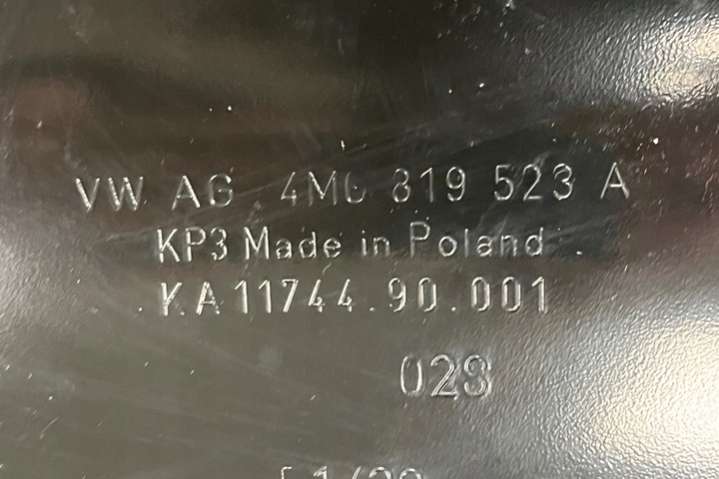 VW AG 4M0 819 523 A
KP3 Made in Poland
KA11744.90.001
028